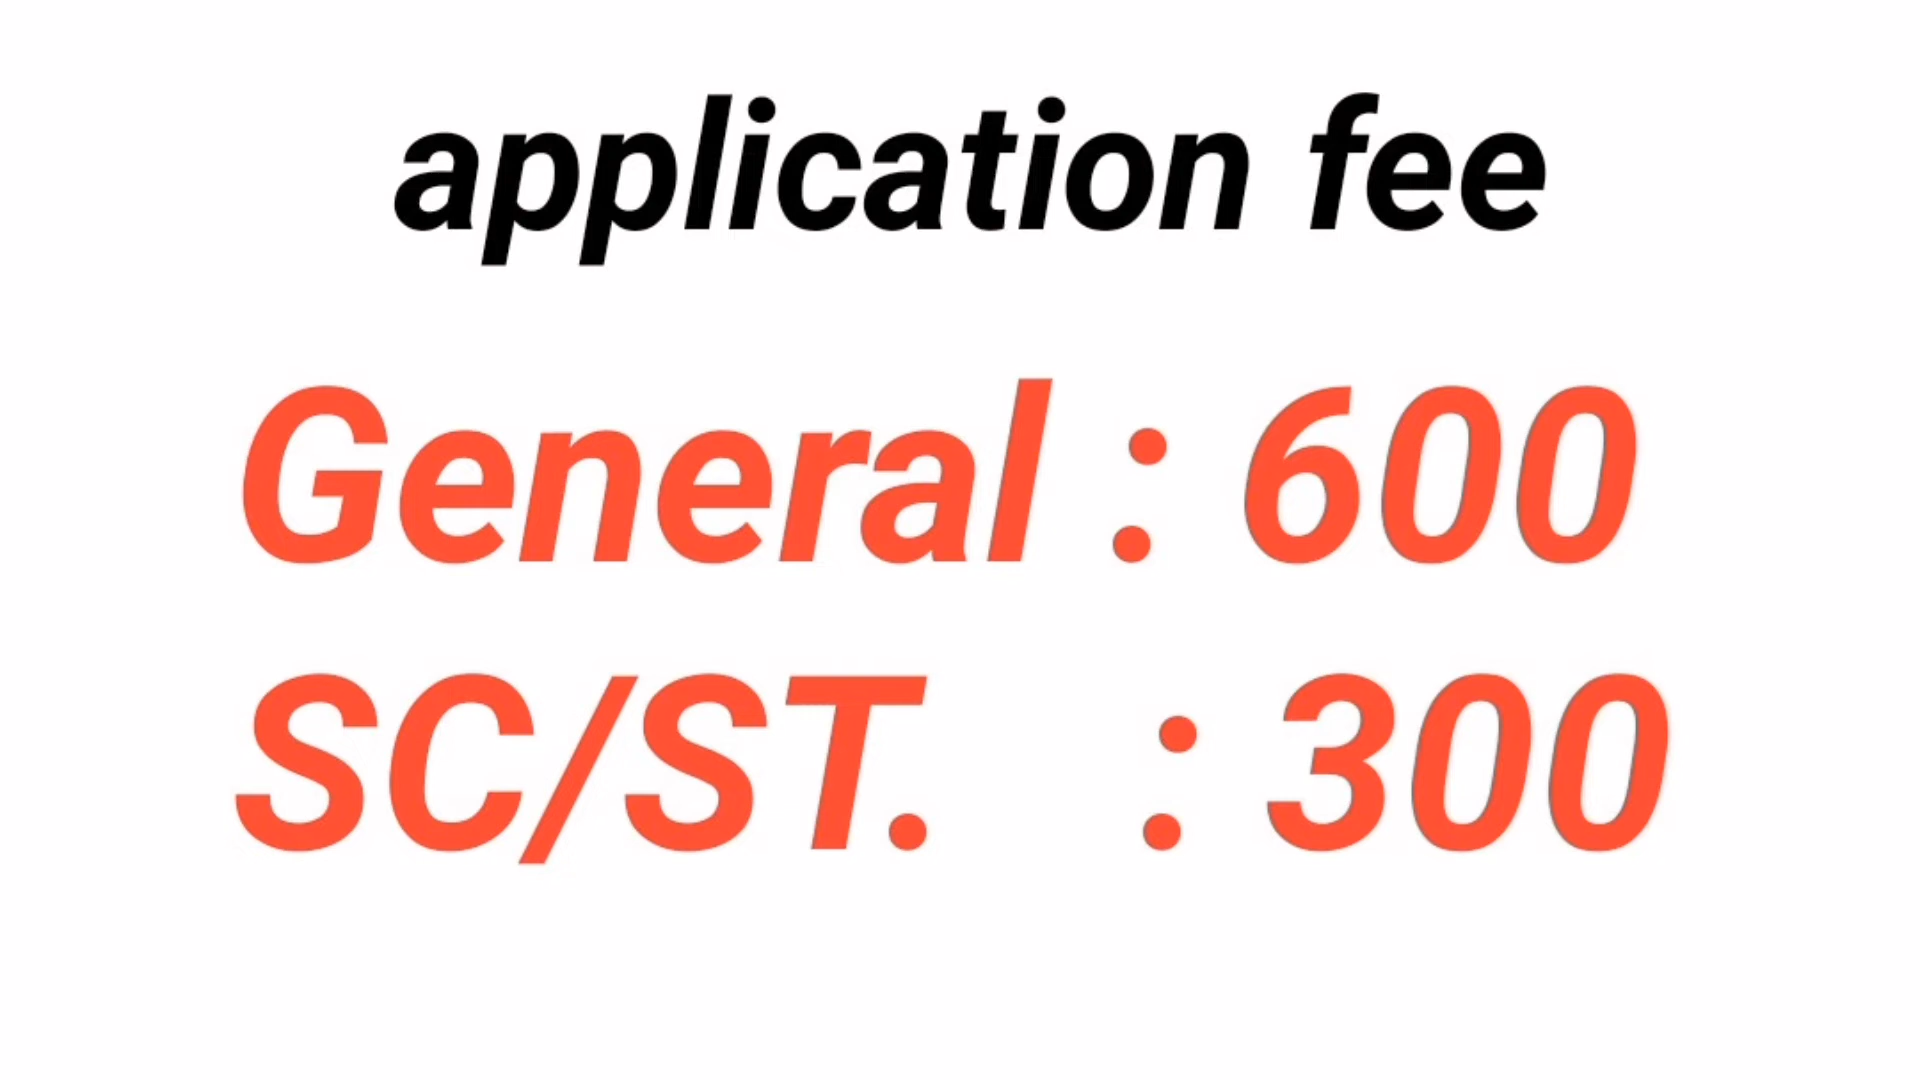 application fee
General : 600
SC/ST. : 300